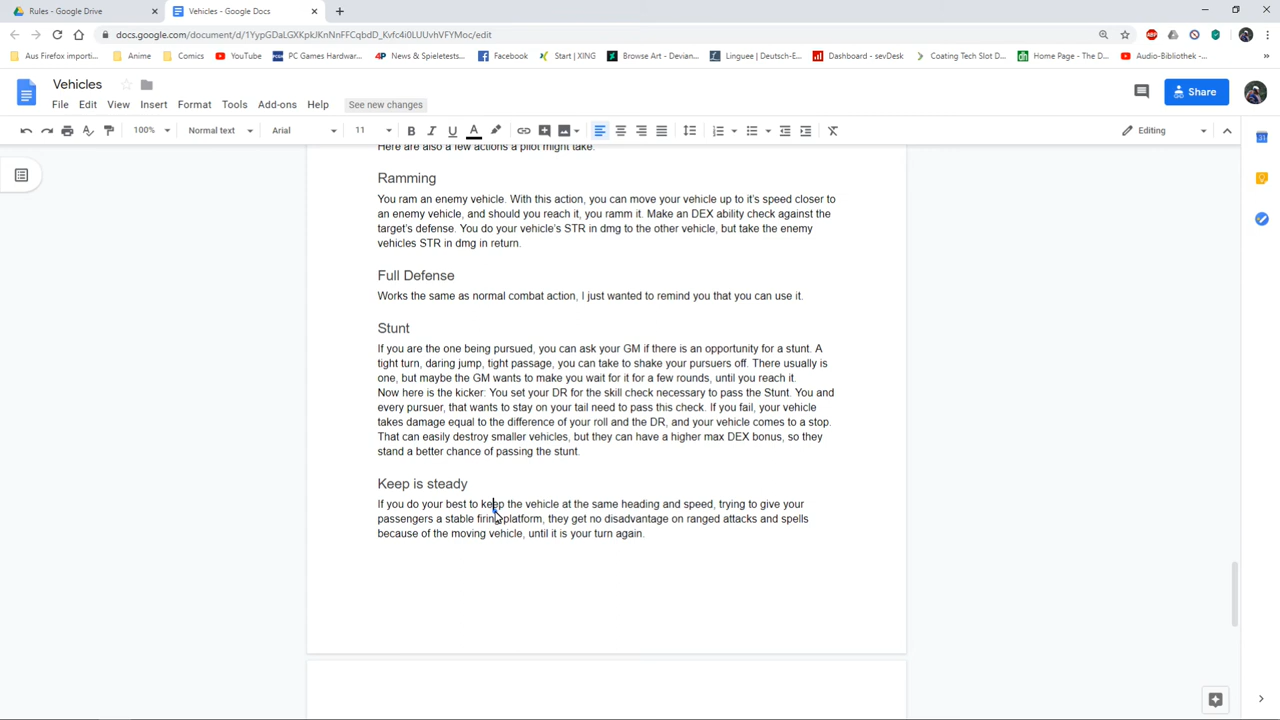 Rules - Google Drive
Vehicles - Google Docs
docs.google.com/document/d/1YypGDaLGXKpkJKnNnFFCqbdD_Kvfc4i0LUUvhVFYMoc/edit
Aus Firefox importi...
Anime
Comics
YouTube
PC Games Hardwar...
News & Spieletests...
Facebook
Start | XING
Browse Art - Devian...
Linguee | Deutsch-E...
Dashboard - sevDesk
Coating Tech Slot D...
Home Page - The D...
Audio-Bibliothek -...
Vehicles
File Edit View Insert Format Tools Add-ons Help See new changes
Share
100% Normal text Arial 11 Editing
Here are also a few actions a pilot might take.
Ramming
You ram an enemy vehicle. With this action, you can move your vehicle up to it's speed closer to
an enemy vehicle, and should you reach it, you ramm it. Make an DEX ability check against the
target's defense. You do your vehicle's STR in dmg to the other vehicle, but take the enemy
vehicles STR in dmg in return.
Full Defense
Works the same as normal combat action, I just wanted to remind you that you can use it.
Stunt
If you are the one being pursued, you can ask your GM if there is an opportunity for a stunt. A
tight turn, daring jump, tight passage, you can take to shake your pursuers off. There usually is
one, but maybe the GM wants to make you wait for it for a few rounds, until you reach it.
Now here is the kicker: You set your DR for the skill check necessary to pass the Stunt. You and
every pursuer, that wants to stay on your tail need to pass this check. If you fail, your vehicle
takes damage equal to the difference of your roll and the DR, and your vehicle comes to a stop.
That can easily destroy smaller vehicles, but they can have a higher max DEX bonus, so they
stand a better chance of passing the stunt.
Keep is steady
If you do your best to keep the vehicle at the same heading and speed, trying to give your
passengers a stable firing platform, they get no disadvantage on ranged attacks and spells
because of the moving vehicle, until it is your turn again.